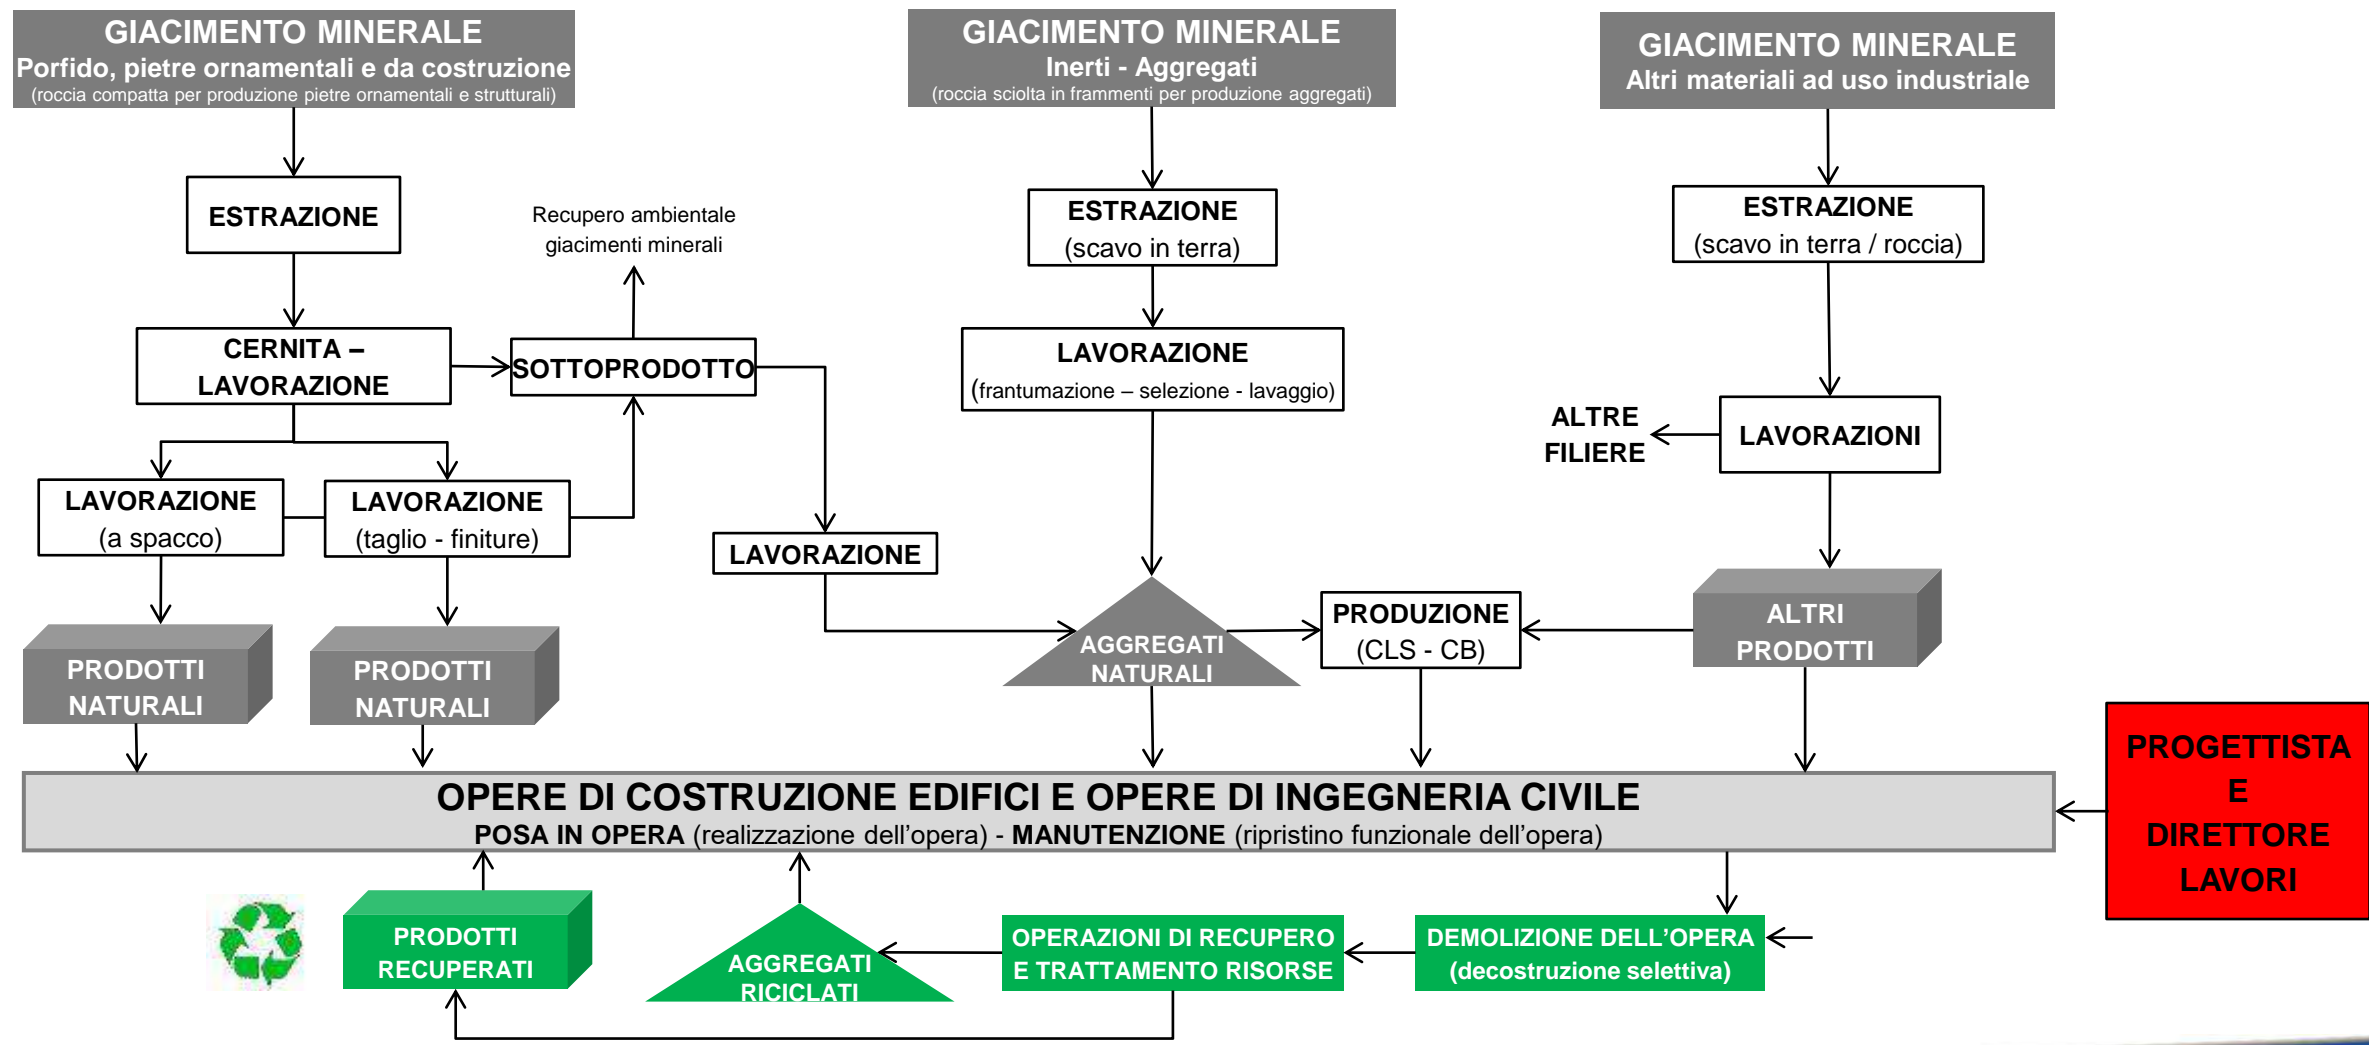 GIACIMENTO MINERALE
Porfido, pietre ornamentali e da costruzione
(roccia compatta per produzione pietre ornamentali e strutturali)
GIACIMENTO MINERALE
Inerti - Aggregati
(roccia sciolta in frammenti per produzione aggregati)
GIACIMENTO MINERALE
Altri materiali ad uso industriale
ESTRAZIONE
Recupero ambientale
giacimenti minerali
ESTRAZIONE
(scavo in terra)
ESTRAZIONE
(scavo in terra / roccia)
CERNITA –
LAVORAZIONE
SOTTOPRODOTTO
LAVORAZIONE
(frantumazione – selezione - lavaggio)
ALTRE
FILIERE
LAVORAZIONI
LAVORAZIONE
(a spacco)
LAVORAZIONE
(taglio - finiture)
LAVORAZIONE
PRODOTTI
NATURALI
PRODOTTI
NATURALI
AGGREGATI
NATURALI
PRODUZIONE
(CLS - CB)
ALTRI
PRODOTTI
OPERE DI COSTRUZIONE EDIFICI E OPERE DI INGEGNERIA CIVILE
POSA IN OPERA (realizzazione dell’opera) - MANUTENZIONE (ripristino funzionale dell’opera)
PROGETTISTA
E
DIRETTORE
LAVORI
PRODOTTI
RECUPERATI
AGGREGATI
RICICLATI
OPERAZIONI DI RECUPERO
E TRATTAMENTO RISORSE
DEMOLIZIONE DELL’OPERA
(decostruzione selettiva)